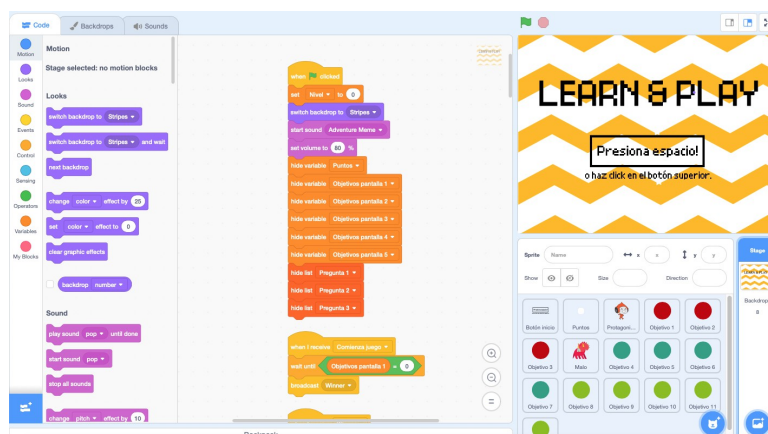 Code Backdrops Sounds
Motion
Looks
Sound
Events
Control
Sensing
Operators
Variables
My Blocks
Motion
Stage selected: no motion blocks
Looks
switch backdrop to Stripes
switch backdrop to Stripes and wait
next backdrop
change color effect by 25
set color effect to 0
clear graphic effects
backdrop number
Sound
play sound pop until done
start sound pop
stop all sounds
change pitch effect by 10
when clicked
set Nivel to 0
switch backdrop to Stripes
start sound Adventure Meme
set volume to 80 %
hide variable Puntos
hide variable Objetivos pantalla 1
hide variable Objetivos pantalla 2
hide variable Objetivos pantalla 3
hide variable Objetivos pantalla 4
hide variable Objetivos pantalla 5
hide list Pregunta 1
hide list Pregunta 2
hide list Pregunta 3
when I receive Comienza juego
wait until Objetivos pantalla 1 = 0
broadcast Winner
LEARN & PLAY
Presiona espacio!
o haz click en el botón superior.
Sprite Name x x y y
Show Size Direction
Botón inicio Puntos Protagoni... Objetivo 1 Objetivo 2
Objetivo 3 Malo Objetivo 4 Objetivo 5 Objetivo 6
Objetivo 7 Objetivo 8 Objetivo 9 Objetivo 10 Objetivo 11
Stage
8